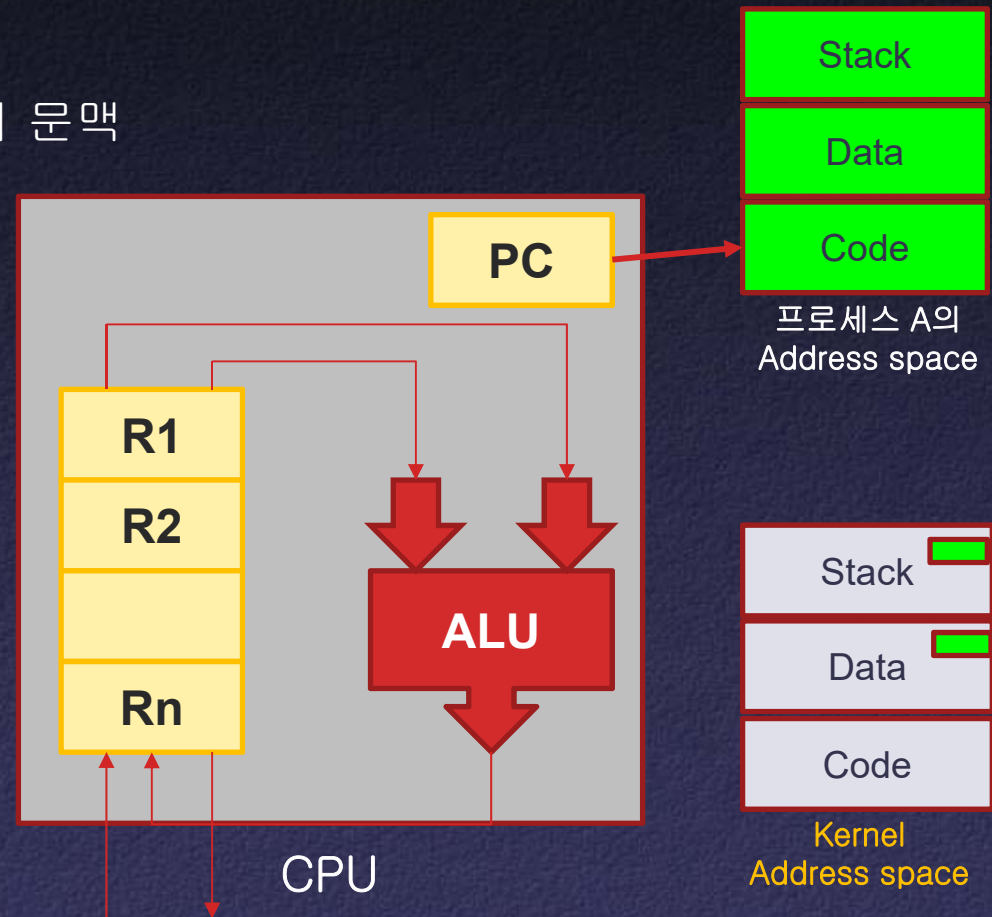 문맥
Stack
Data
Code
프로세스 A의
Address space
PC
R1
R2
Rn
ALU
CPU
Stack
Data
Code
Kernel
Address space